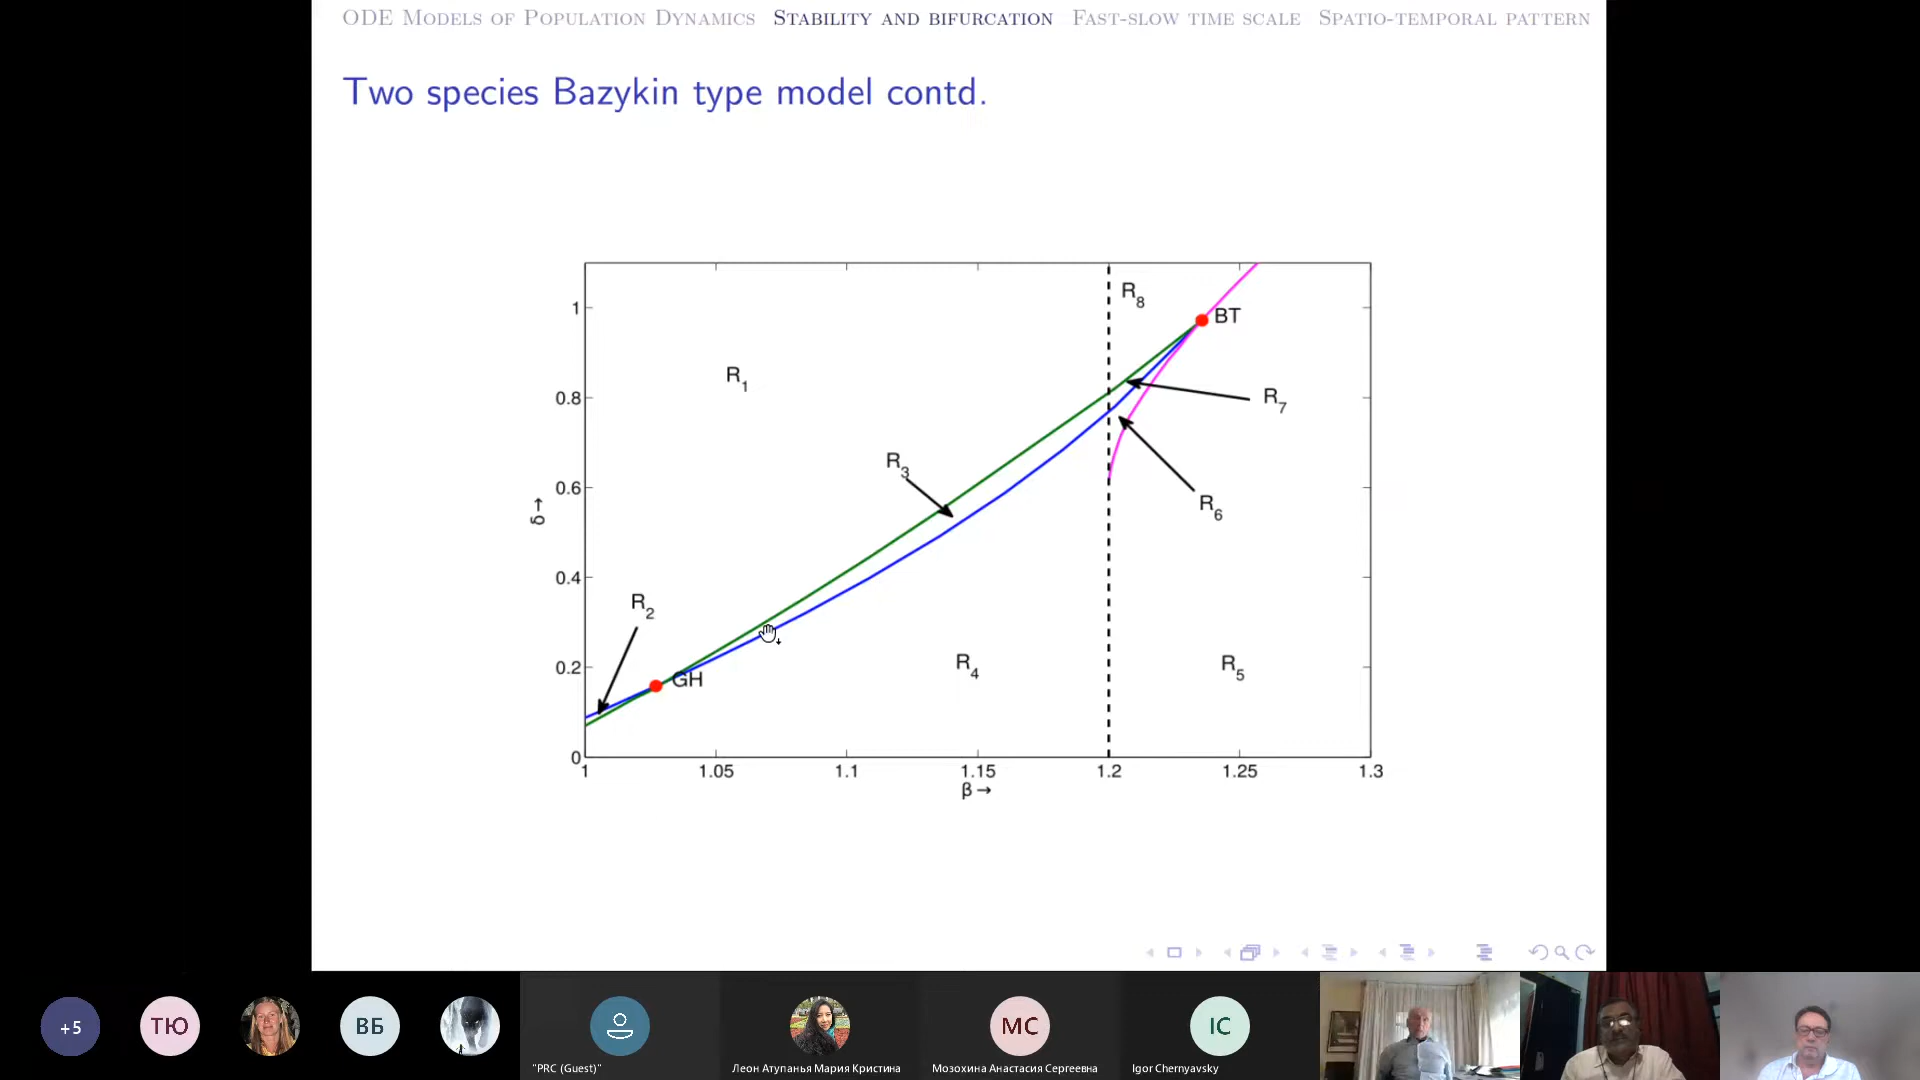 ODE Models of Population Dynamics Stability and bifurcation Fast-slow time scale Spatio-temporal pattern
Two species Bazykin type model contd.
R8
BT
1
R1
0.8
R7
R3
0.6
R6
δ→
0.4
R2
0.2
GH
R4
R5
0
1 1.05 1.1 1.15 1.2 1.25 1.3
β→
+5 ТЮ ВБ МС IC
"PRC (Guest)" Леон Атупанья Мария Кристина Мозохина Анастасия Сергеевна Igor Chernyavsky